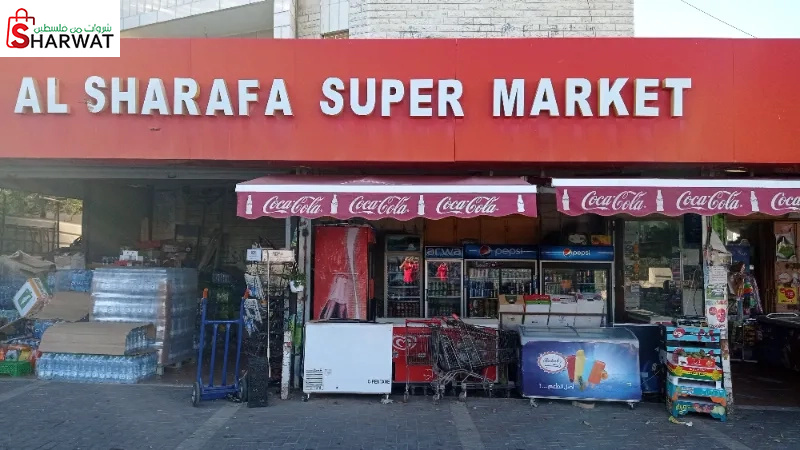 شروات من فلسطين
SHARWAT
AL SHARAFA SUPER MARKET
Coca-Cola Coca-Cola Coca-Cola
Coca-Cola Coca-Cola Coca
arwa
pepsi
pepsi